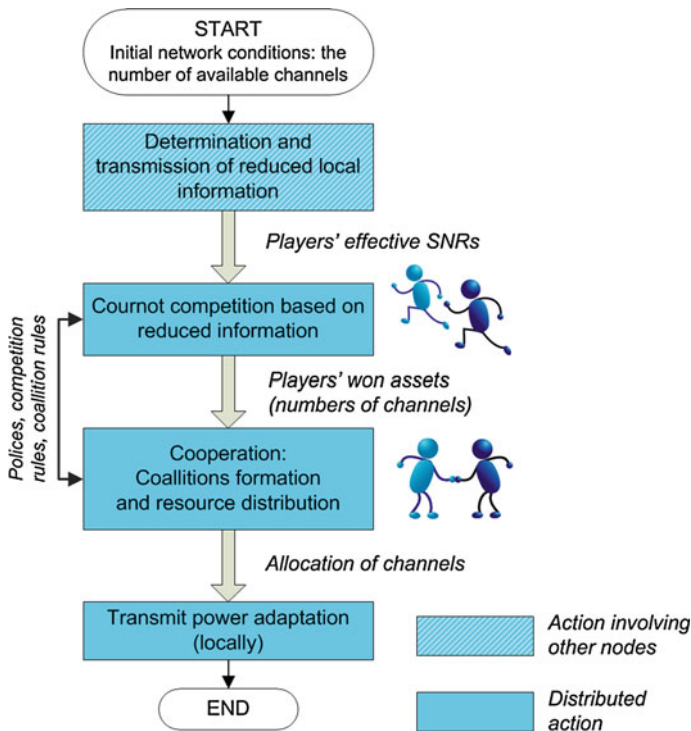 START
Initial network conditions: the
number of available channels
Determination and
transmission of reduced local
information
Players' effective SNRs
Cournot competition based on
reduced information
Polices, competition
rules, coallition rules
Players' won assets
(numbers of channels)
Cooperation:
Coallitions formation
and resource distribution
Allocation of channels
Transmit power adaptation
(locally)
END
Action involving
other nodes
Distributed
action